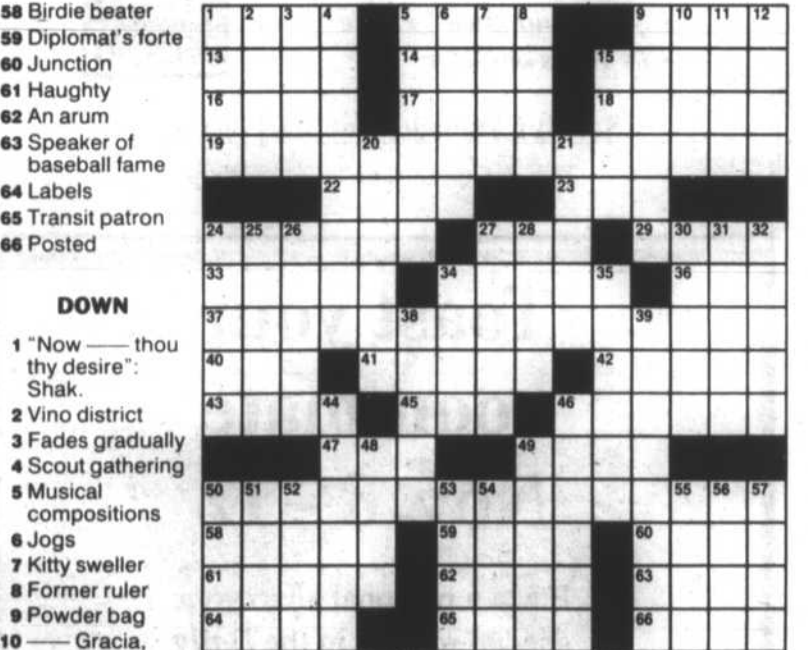 58 Birdie beater
59 Diplomat's forte
60 Junction
61 Haughty
62 An arum
63 Speaker of
baseball fame
64 Labels
65 Transit patron
66 Posted
DOWN
1 "Now —— thou
thy desire":
Shak.
2 Vino district
3 Fades gradually
4 Scout gathering
5 Musical
compositions
6 Jogs
7 Kitty sweller
8 Former ruler
9 Powder bag
10 —— Gracia,
1 2 3 4 5 6 7 8 9 10 11 12
13 14 15
16 17 18
19 20 21
22 23
24 25 26 27 28 29 30 31 32
33 34 35 36
37 38 39
40 41 42
43 44 45 46
47 48 49
50 51 52 53 54 55 56 57
58 59 60
61 62 63
64 65 66